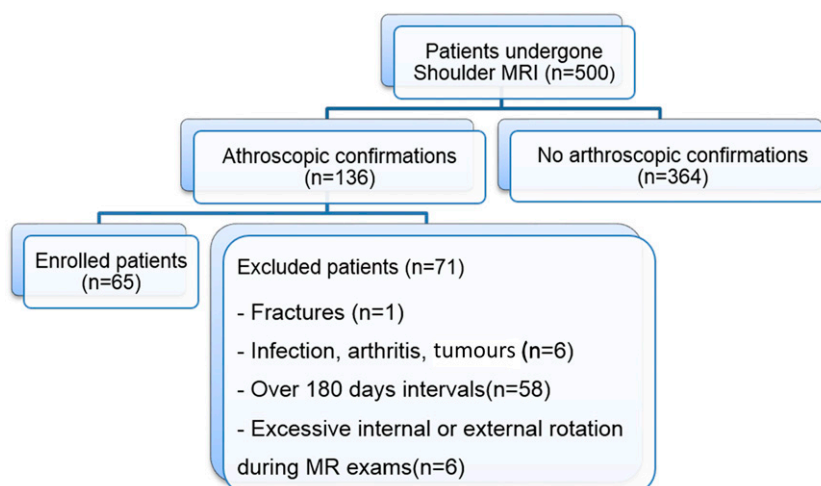 Patients undergone
Shoulder MRI (n=500)
Athroscopic confirmations
(n=136)
No arthroscopic confirmations
(n=364)
Enrolled patients
(n=65)
Excluded patients (n=71)
- Fractures (n=1)
- Infection, arthritis, tumours (n=6)
- Over 180 days intervals(n=58)
- Excessive internal or external rotation
during MR exams(n=6)